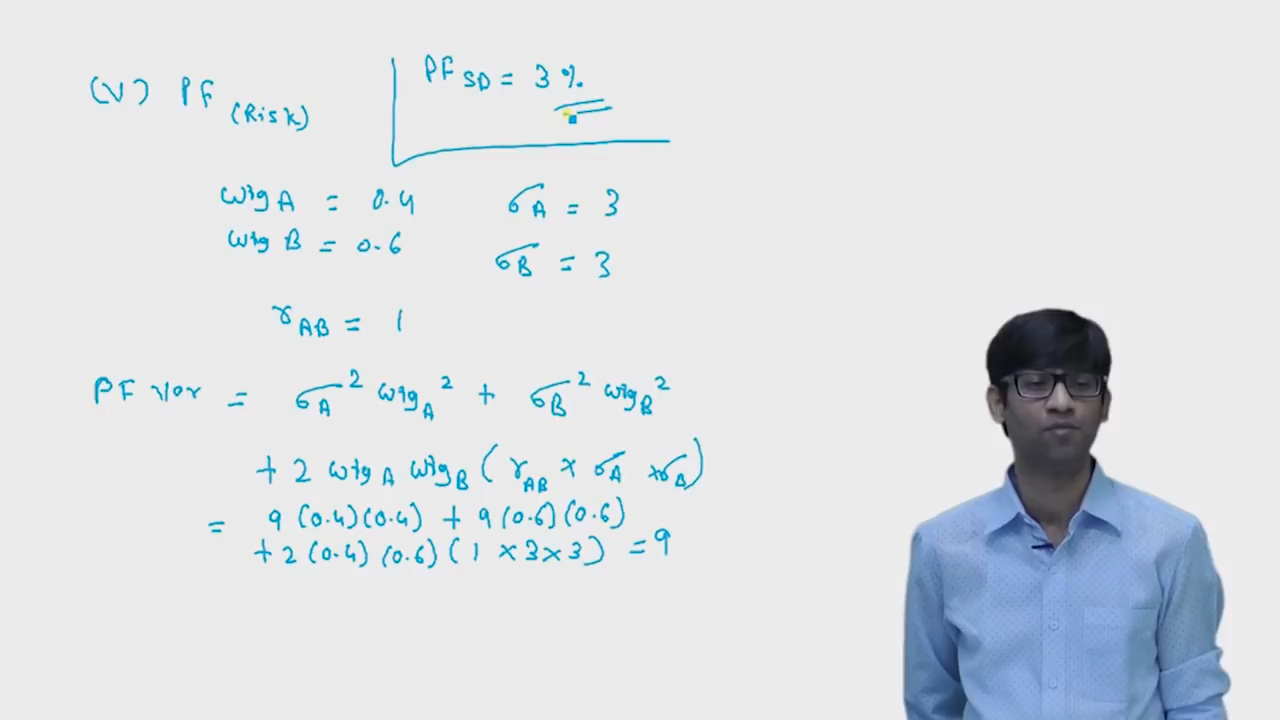 (V) PF (Risk)
PF SD = 3 %
wtg A = 0.4
σA = 3
wtg B = 0.6
σB = 3
rAB = 1
PF Var = σA² wtgA² + σB² wtgB²
+ 2 wtgA wtgB (rAB × σA × σB)
= 9 (0.4)(0.4) + 9 (0.6)(0.6)
+ 2 (0.4) (0.6) (1 × 3 × 3) = 9